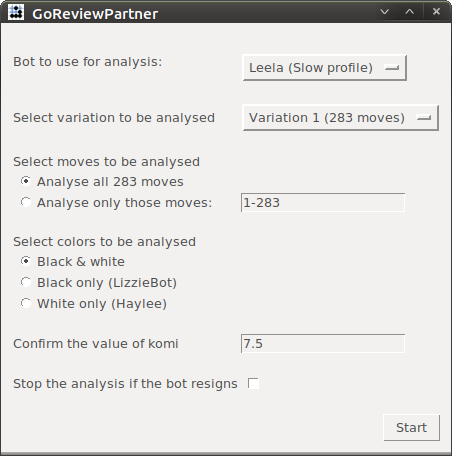 GoReviewPartner
Bot to use for analysis: Leela (Slow profile)
Select variation to be analysed Variation 1 (283 moves)
Select moves to be analysed
Analyse all 283 moves
Analyse only those moves: 1-283
Select colors to be analysed
Black & white
Black only (LizzieBot)
White only (Haylee)
Confirm the value of komi 7.5
Stop the analysis if the bot resigns
Start